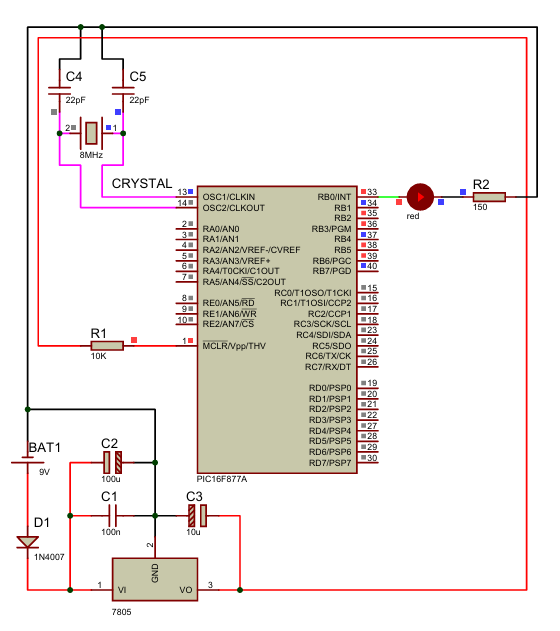 C4
22pF
C5
22pF
2
1
8MHz
CRYSTAL
13
OSC1/CLKIN
14
OSC2/CLKOUT
2
RA0/AN0
3
RA1/AN1
4
RA2/AN2/VREF-/CVREF
5
RA3/AN3/VREF+
6
RA4/T0CKI/C1OUT
7
RA5/AN4/SS/C2OUT
8
RE0/AN5/RD
9
RE1/AN6/WR
10
RE2/AN7/CS
1
MCLR/Vpp/THV
RB0/INT
33
RB1
34
RB2
35
RB3/PGM
36
RB4
37
RB5
38
RB6/PGC
39
RB7/PGD
40
RC0/T1OSO/T1CKI
15
RC1/T1OSI/CCP2
16
RC2/CCP1
17
RC3/SCK/SCL
18
RC4/SDI/SDA
23
RC5/SDO
24
RC6/TX/CK
25
RC7/RX/DT
26
RD0/PSP0
19
RD1/PSP1
20
RD2/PSP2
21
RD3/PSP3
22
RD4/PSP4
27
RD5/PSP5
28
RD6/PSP6
29
RD7/PSP7
30
PIC16F877A
red
R2
150
R1
10K
BAT1
9V
D1
1N4007
C2
100u
C1
100n
C3
10u
2
GND
1
VI
VO
3
7805